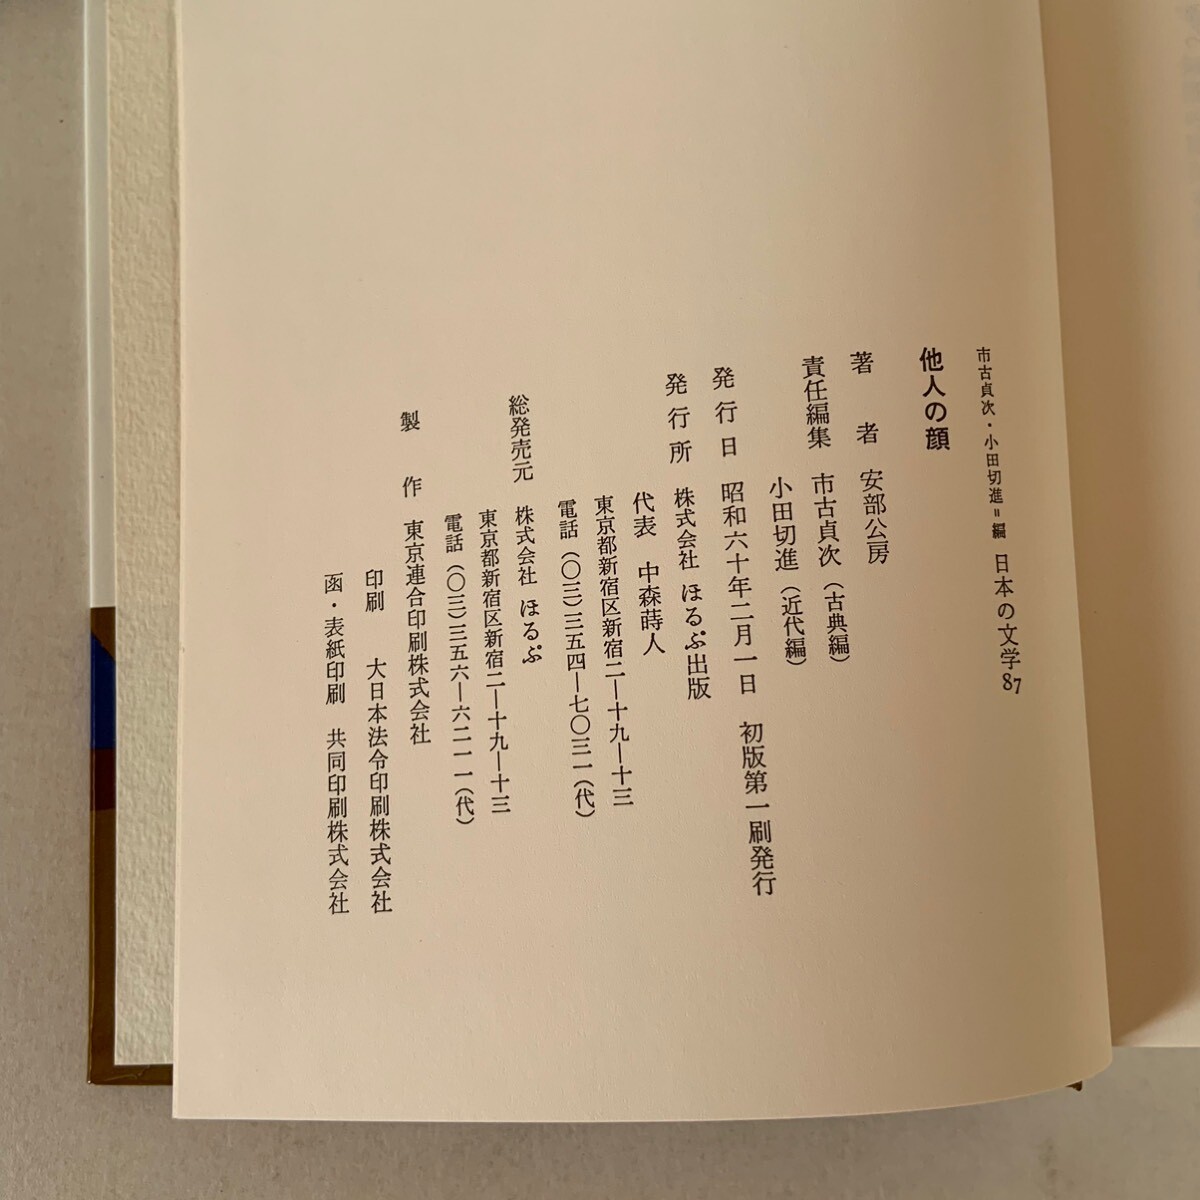 市古貞次・小田切進＝編 日本の文学87
他人の顔
著者 安部公房
責任編集 市古貞次（古典編）
小田切進（近代編）
発行日 昭和六十年二月一日 初版第一刷発行
発行所 株式会社 ほるぷ出版
代表 中森蒔人
東京都新宿区新宿二—十九—十三
電話（〇三）三五四—七〇三一（代）
総発売元 株式会社 ほるぷ
東京都新宿区新宿二—十九—十三
電話（〇三）三五六—六二一一（代）
製作 東京連合印刷株式会社
印刷 大日本法令印刷株式会社
函・表紙印刷 共同印刷株式会社